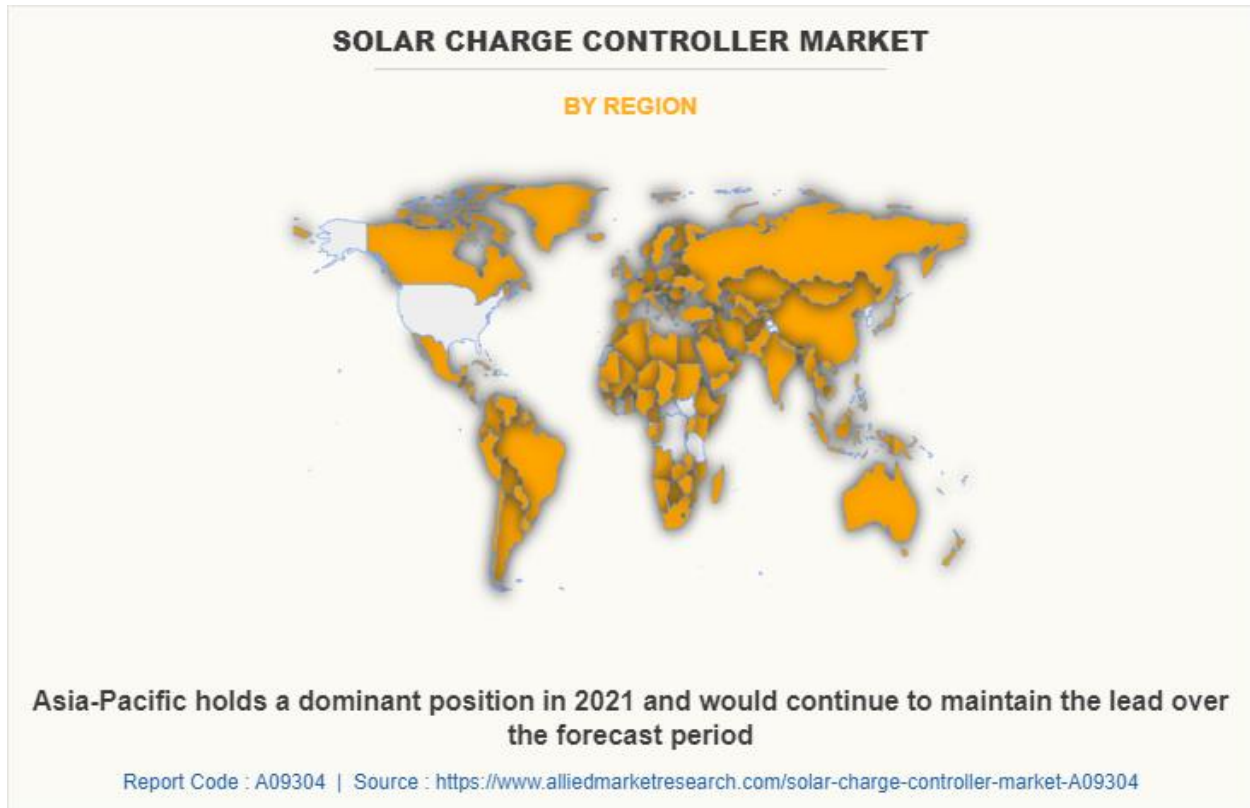 SOLAR CHARGE CONTROLLER MARKET
BY REGION
Asia-Pacific holds a dominant position in 2021 and would continue to maintain the lead over
the forecast period
Report Code : A09304 | Source : https://www.alliedmarketresearch.com/solar-charge-controller-market-A09304